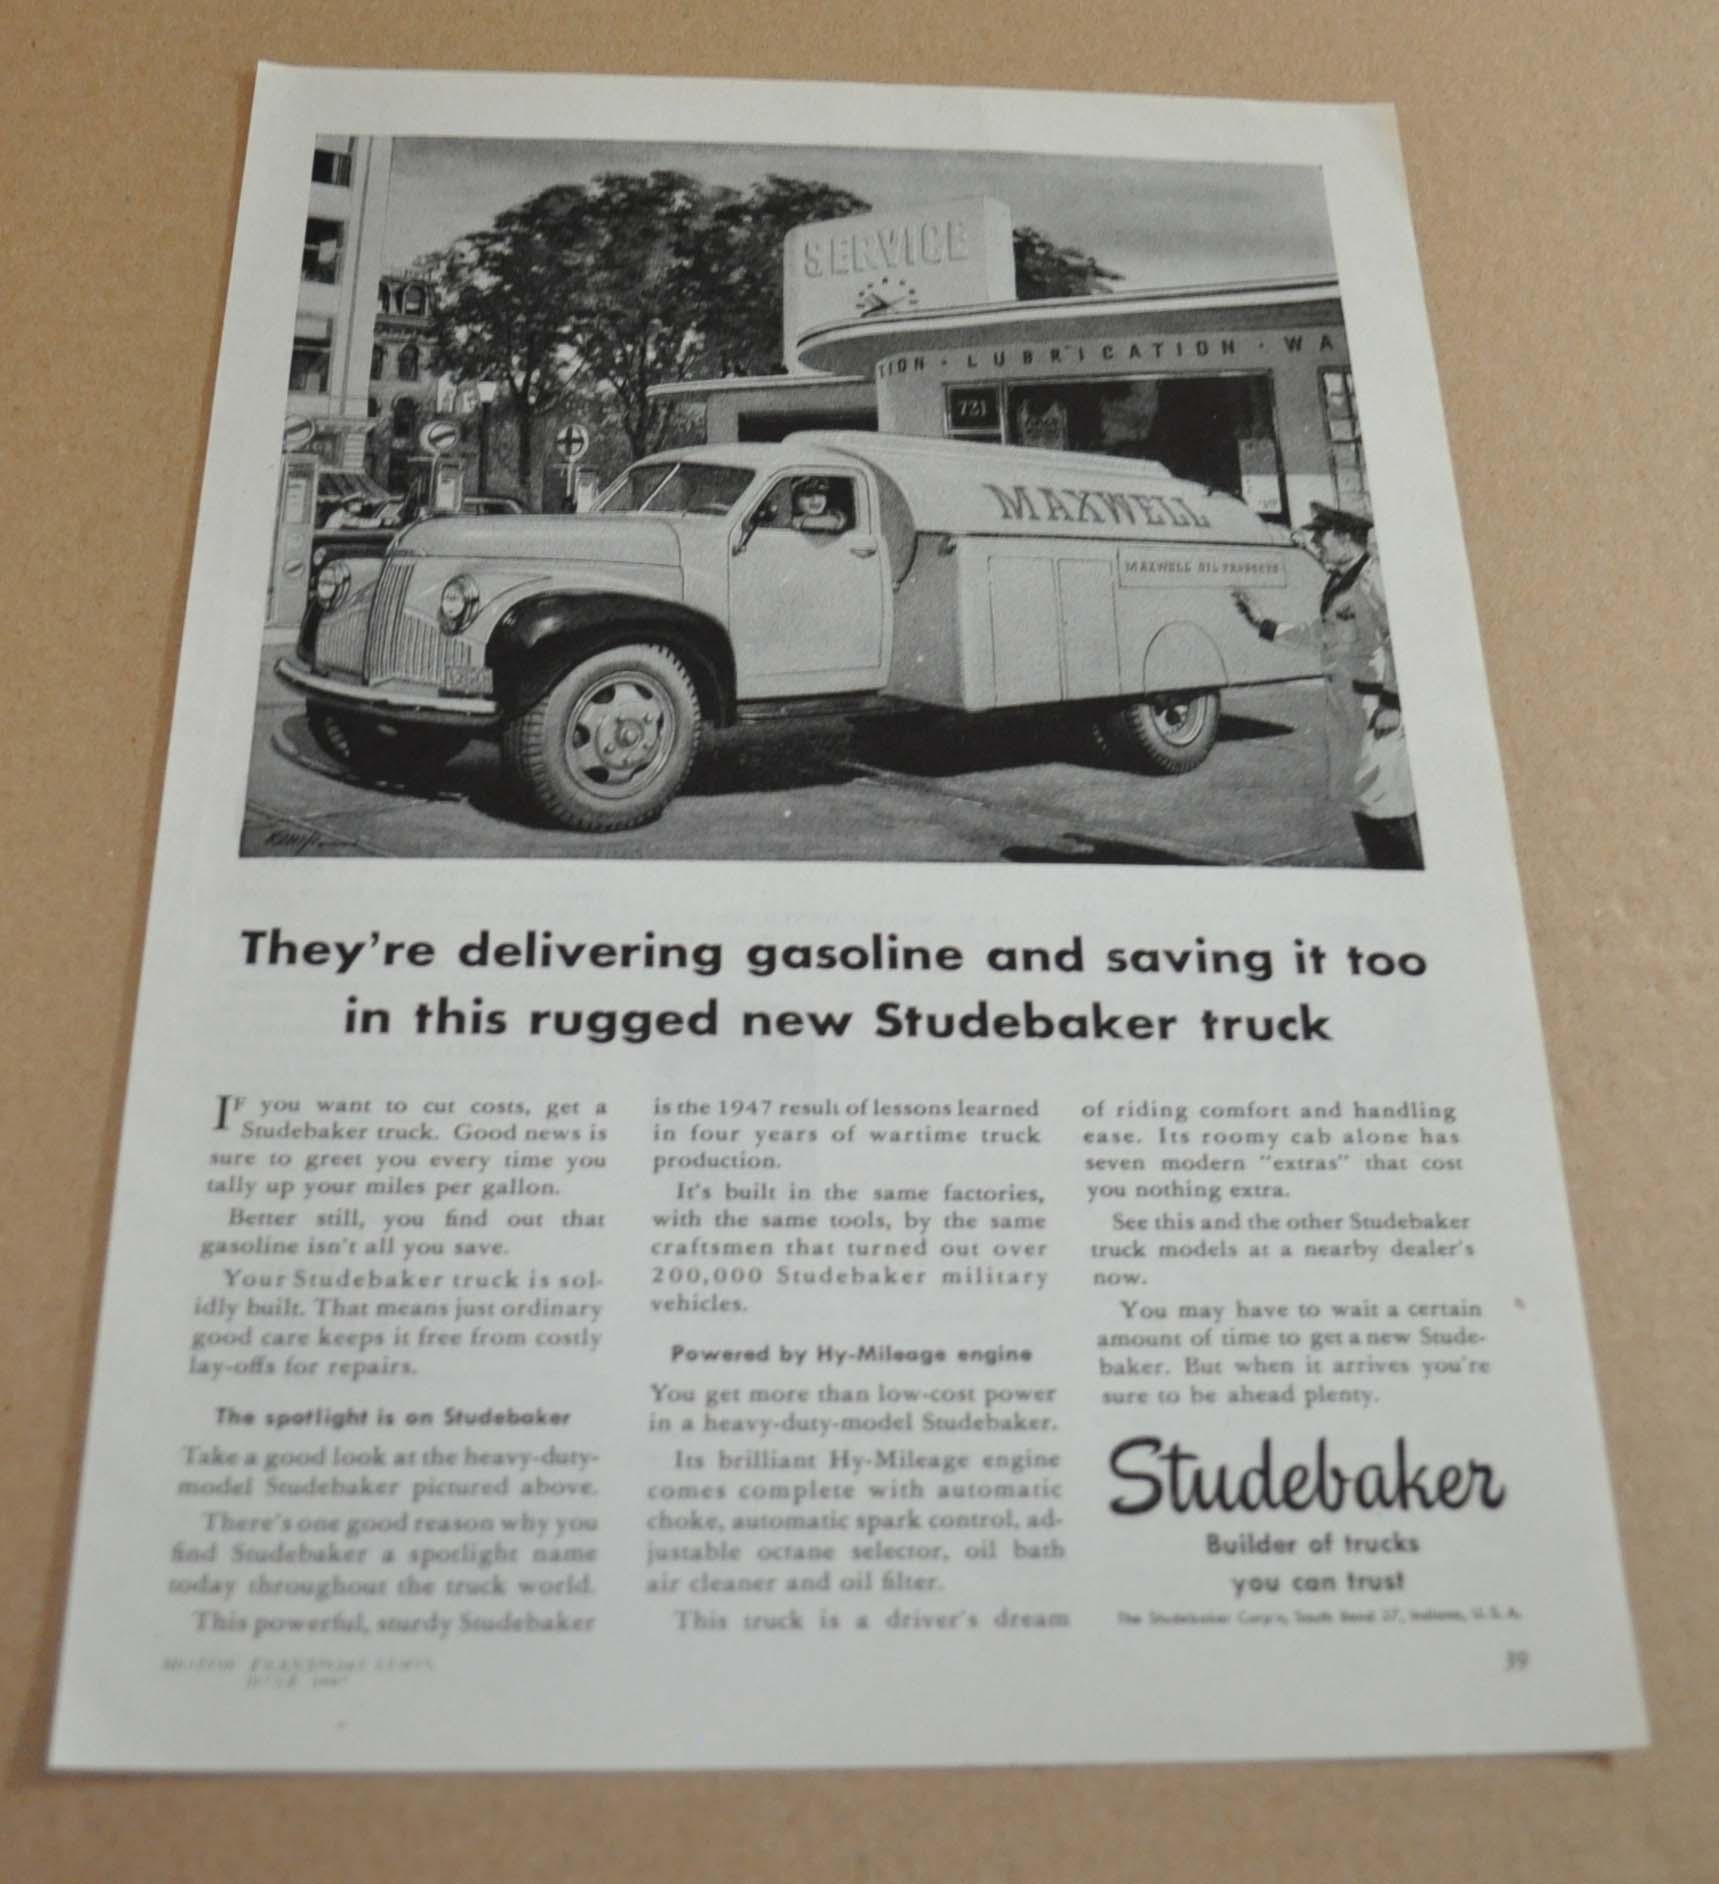 SERVICE
TION · LUBRICATION · WA
721
MAXWELL
MAXWELL OIL PRODUCTS
They're delivering gasoline and saving it too
in this rugged new Studebaker truck
IF you want to cut costs, get a
Studebaker truck. Good news is
sure to greet you every time you
tally up your miles per gallon.
Better still, you find out that
gasoline isn't all you save.
Your Studebaker truck is sol-
idly built. That means just ordinary
good care keeps it free from costly
lay-offs for repairs.
The spotlight is on Studebaker
Take a good look at the heavy-duty-
model Studebaker pictured above.
There's one good reason why you
find Studebaker a spotlight name
today throughout the truck world.
This powerful, sturdy Studebaker
is the 1947 result of lessons learned
in four years of wartime truck
production.
It's built in the same factories,
with the same tools, by the same
craftsmen that turned out over
200,000 Studebaker military
vehicles.
Powered by Hy-Mileage engine
You get more than low-cost power
in a heavy-duty-model Studebaker.
Its brilliant Hy-Mileage engine
comes complete with automatic
choke, automatic spark control, ad-
justable octane selector, oil bath
air cleaner and oil filter.
This truck is a driver's dream
of riding comfort and handling
ease. Its roomy cab alone has
seven modern "extras" that cost
you nothing extra.
See this and the other Studebaker
truck models at a nearby dealer's
now.
You may have to wait a certain
amount of time to get a new Stude-
baker. But when it arrives you're
sure to be ahead plenty.
Studebaker
Builder of trucks
you can trust
The Studebaker Corp'n, South Bend 27, Indiana, U.S.A.
39